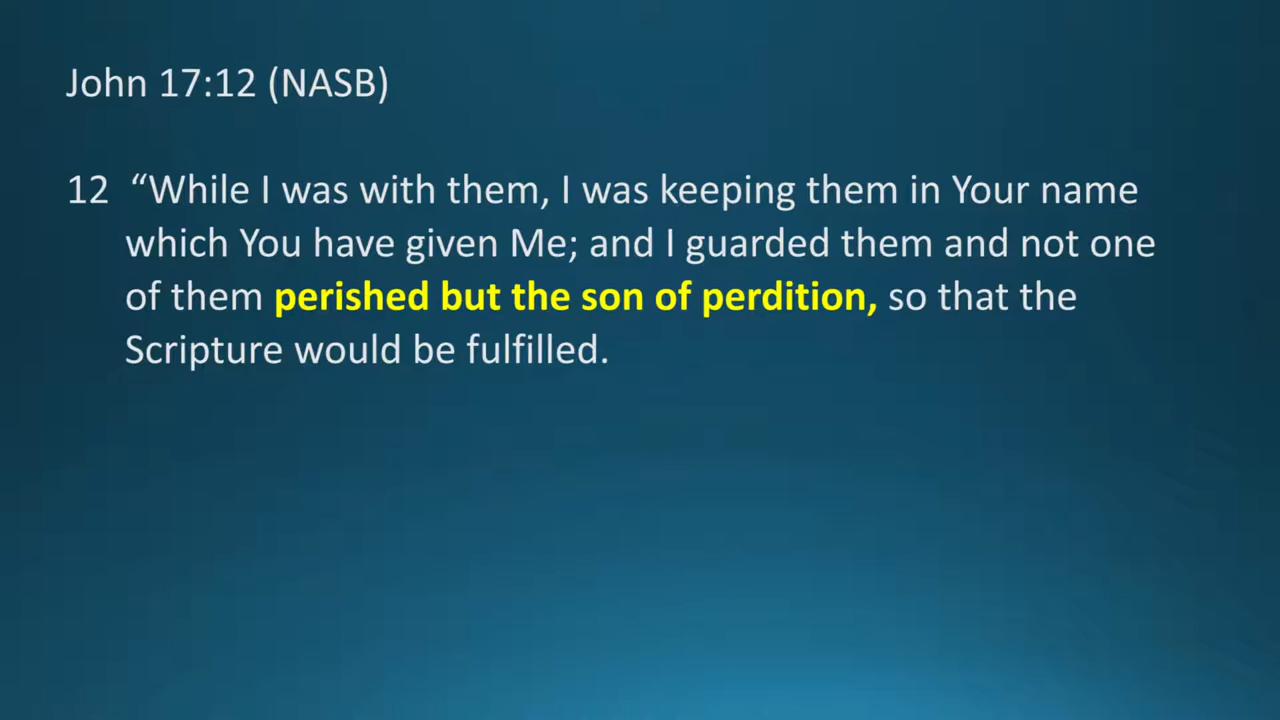 John 17:12 (NASB)
12 “While I was with them, I was keeping them in Your name
which You have given Me; and I guarded them and not one
of them perished but the son of perdition, so that the
Scripture would be fulfilled.